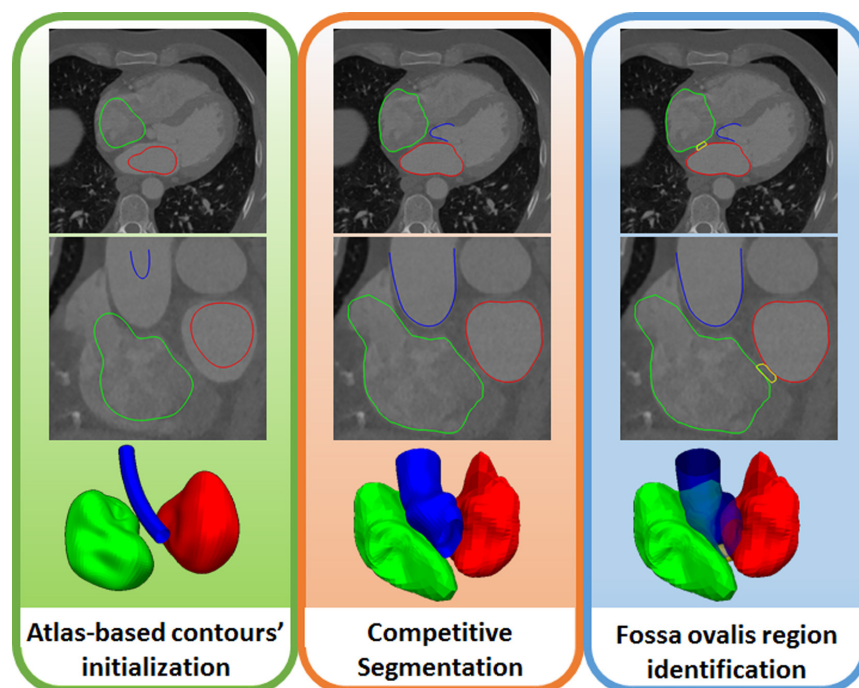 Atlas-based contours’
initialization
Competitive
Segmentation
Fossa ovalis region
identification